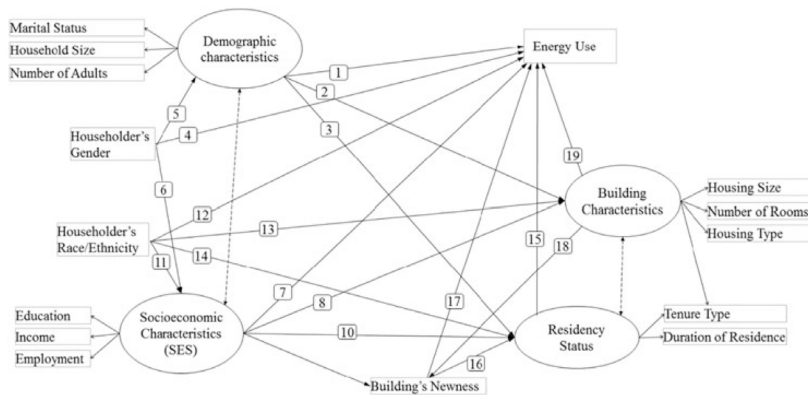 Marital Status
Household Size
Number of Adults
Demographic
characteristics
Energy Use
1
2
3
5
4
Householder's
Gender
6
19
Building
Characteristics
Housing Size
Number of Rooms
Housing Type
12
13
Householder's
Race/Ethnicity
14
11
15
18
7
8
17
Education
Income
Employment
Socioeconomic
Characteristics
(SES)
10
16
Residency
Status
Tenure Type
Duration of Residence
Building's Newness